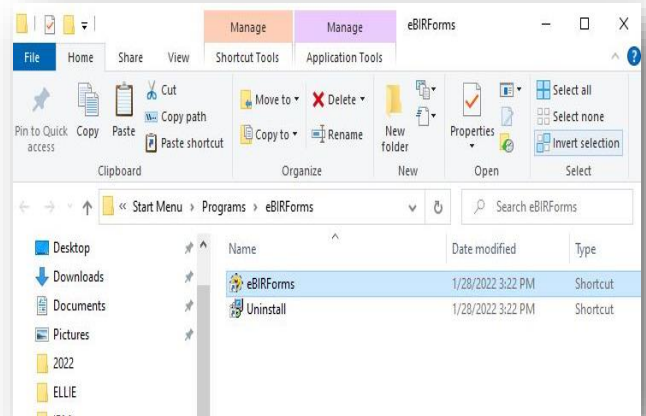 Manage Manage eBIRForms
File Home Share View Shortcut Tools Application Tools
Pin to Quick access
Copy
Paste
Cut
Copy path
Paste shortcut
Clipboard
Move to
Copy to
Delete
Rename
Organize
New folder
New
Properties
Open
Select all
Select none
Invert selection
Select
« Start Menu › Programs › eBIRForms
Search eBIRForms
Name Date modified Type
Desktop
Downloads
Documents
Pictures
2022
ELLIE
eBIRForms 1/28/2022 3:22 PM Shortcut
Uninstall 1/28/2022 3:22 PM Shortcut